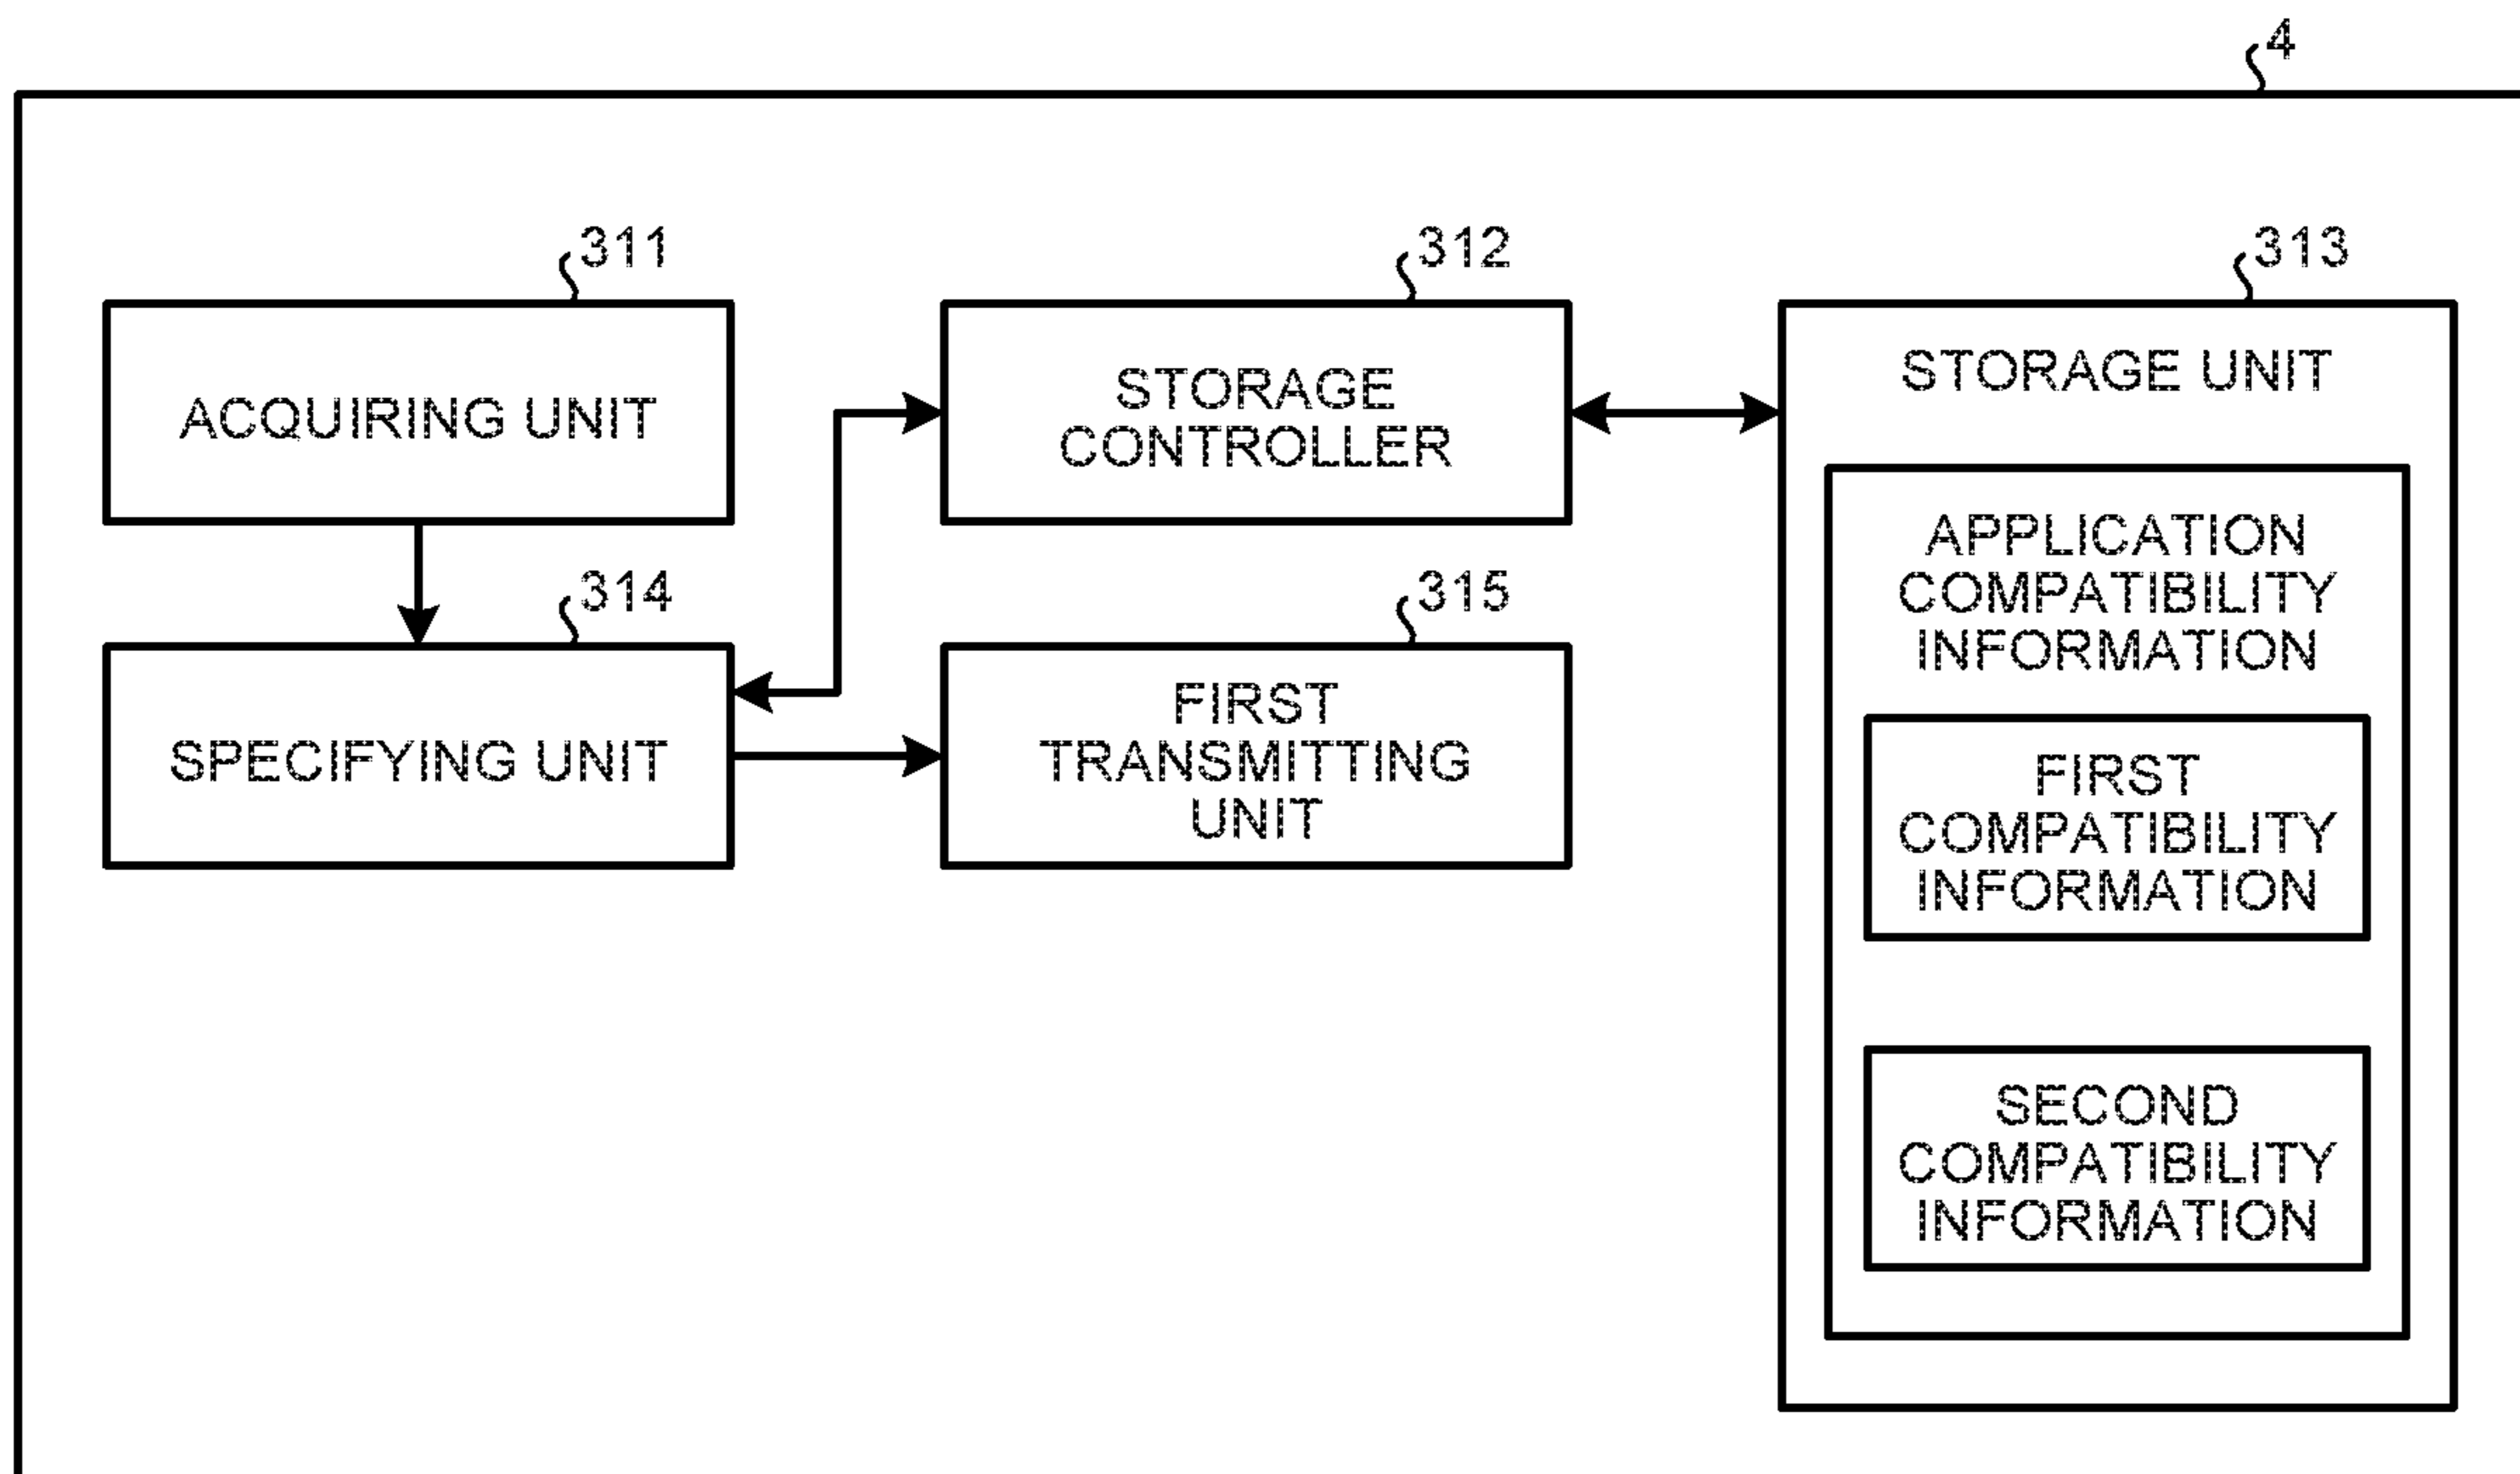 4
311
ACQUIRING UNIT
312
STORAGE
CONTROLLER
313
STORAGE UNIT
APPLICATION
COMPATIBILITY
INFORMATION
FIRST
COMPATIBILITY
INFORMATION
SECOND
COMPATIBILITY
INFORMATION
314
SPECIFYING UNIT
315
FIRST
TRANSMITTING
UNIT